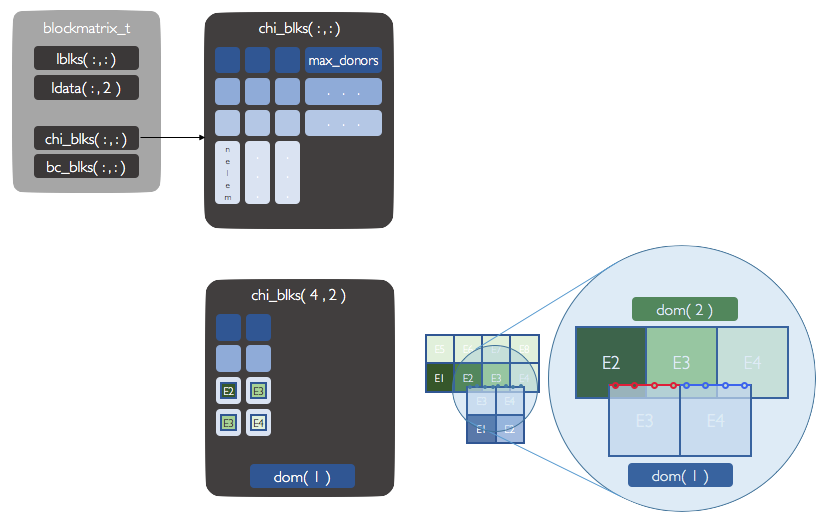 blockmatrix_t
lblks( : , : )
ldata( : , 2 )
chi_blks( : , : )
bc_blks( : , : )
chi_blks( : , : )
max_donors
. . .
. . .
n
e
l
e
m
chi_blks( 4 , 2 )
E2 E3
E3 E4
dom( 1 )
E5 E6 E7 E8
E1 E2 E3 E4
E3 E4
E1 E2
dom( 2 )
E2 E3 E4
E3 E4
dom( 1 )